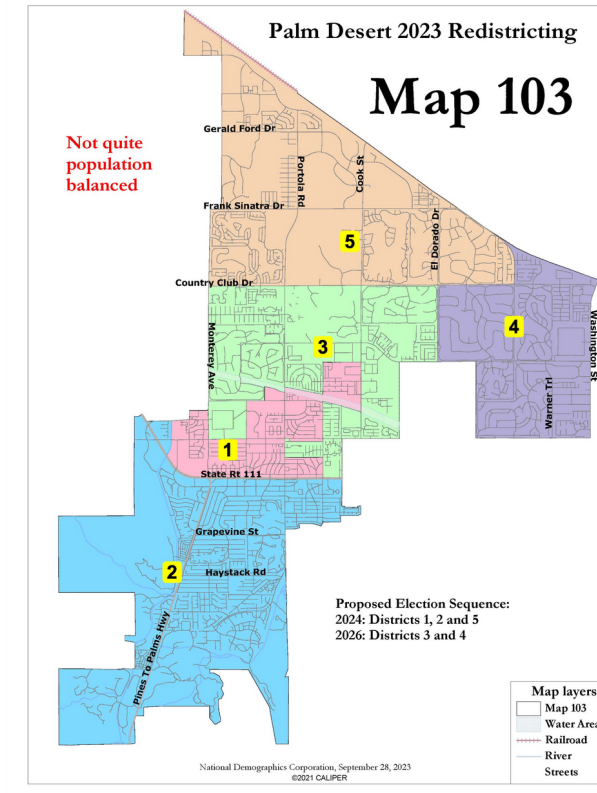 Palm Desert 2023 Redistricting
Map 103
Not quite
population
balanced
Gerald Ford Dr
Portola Rd
Cook St
Frank Sinatra Dr
El Dorado Dr
5
Country Club Dr
Monterey Ave
3
4
Washington St
Warner Trl
1
State Rt 111
Grapevine St
2
Haystack Rd
Pines To Palms Hwy
Proposed Election Sequence:
2024: Districts 1, 2 and 5
2026: Districts 3 and 4
Map layers
Map 103
Water Area
Railroad
River
Streets
National Demographics Corporation, September 28, 2023
©2021 CALIPER